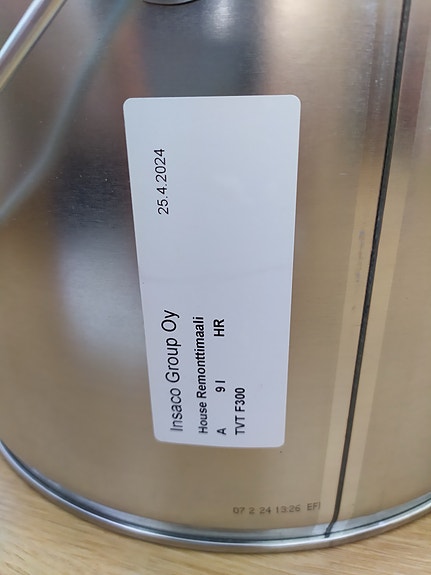 Insaco Group Oy 25.4.2024
House Remonttimaali
A 9 l HR
TVT F300
07 2 24 13:26 EFI